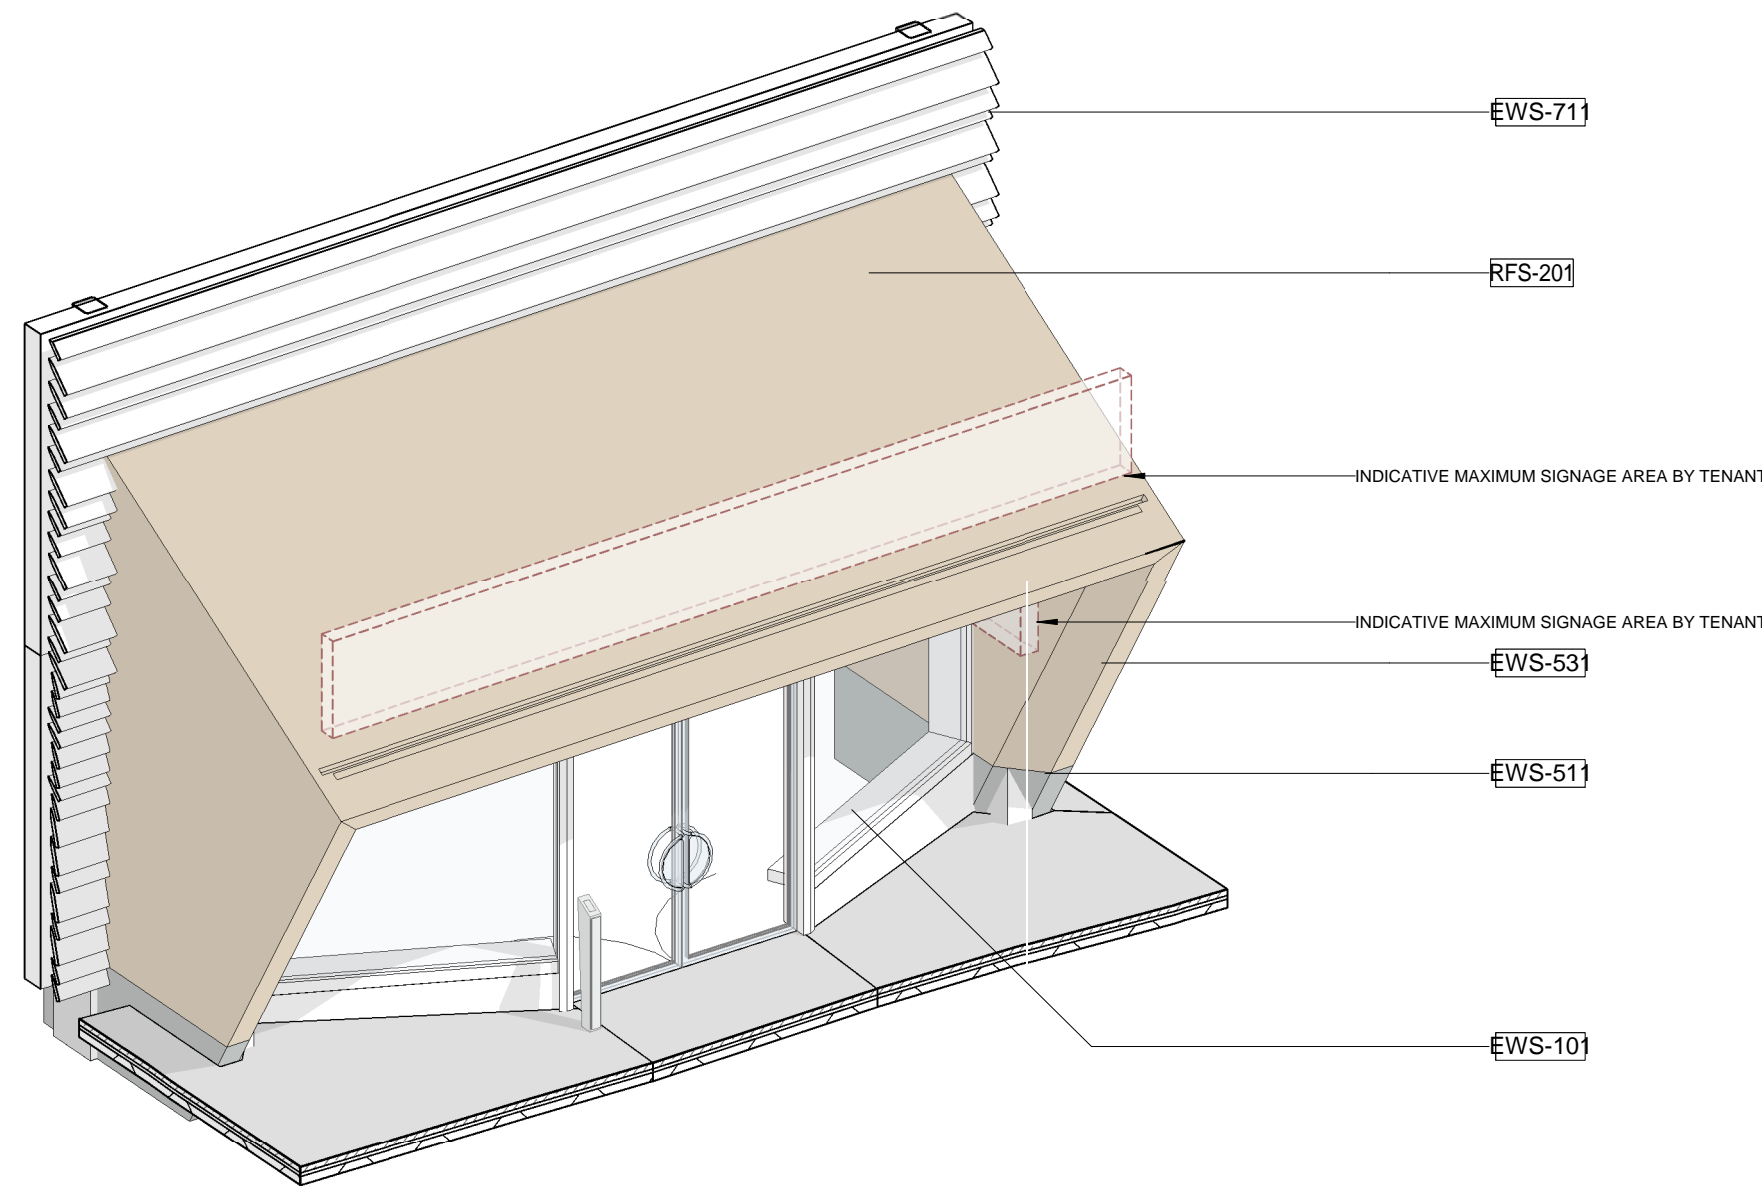 EWS-711
RFS-201
INDICATIVE MAXIMUM SIGNAGE AREA BY TENANT
INDICATIVE MAXIMUM SIGNAGE AREA BY TENANT
EWS-531
EWS-511
EWS-101